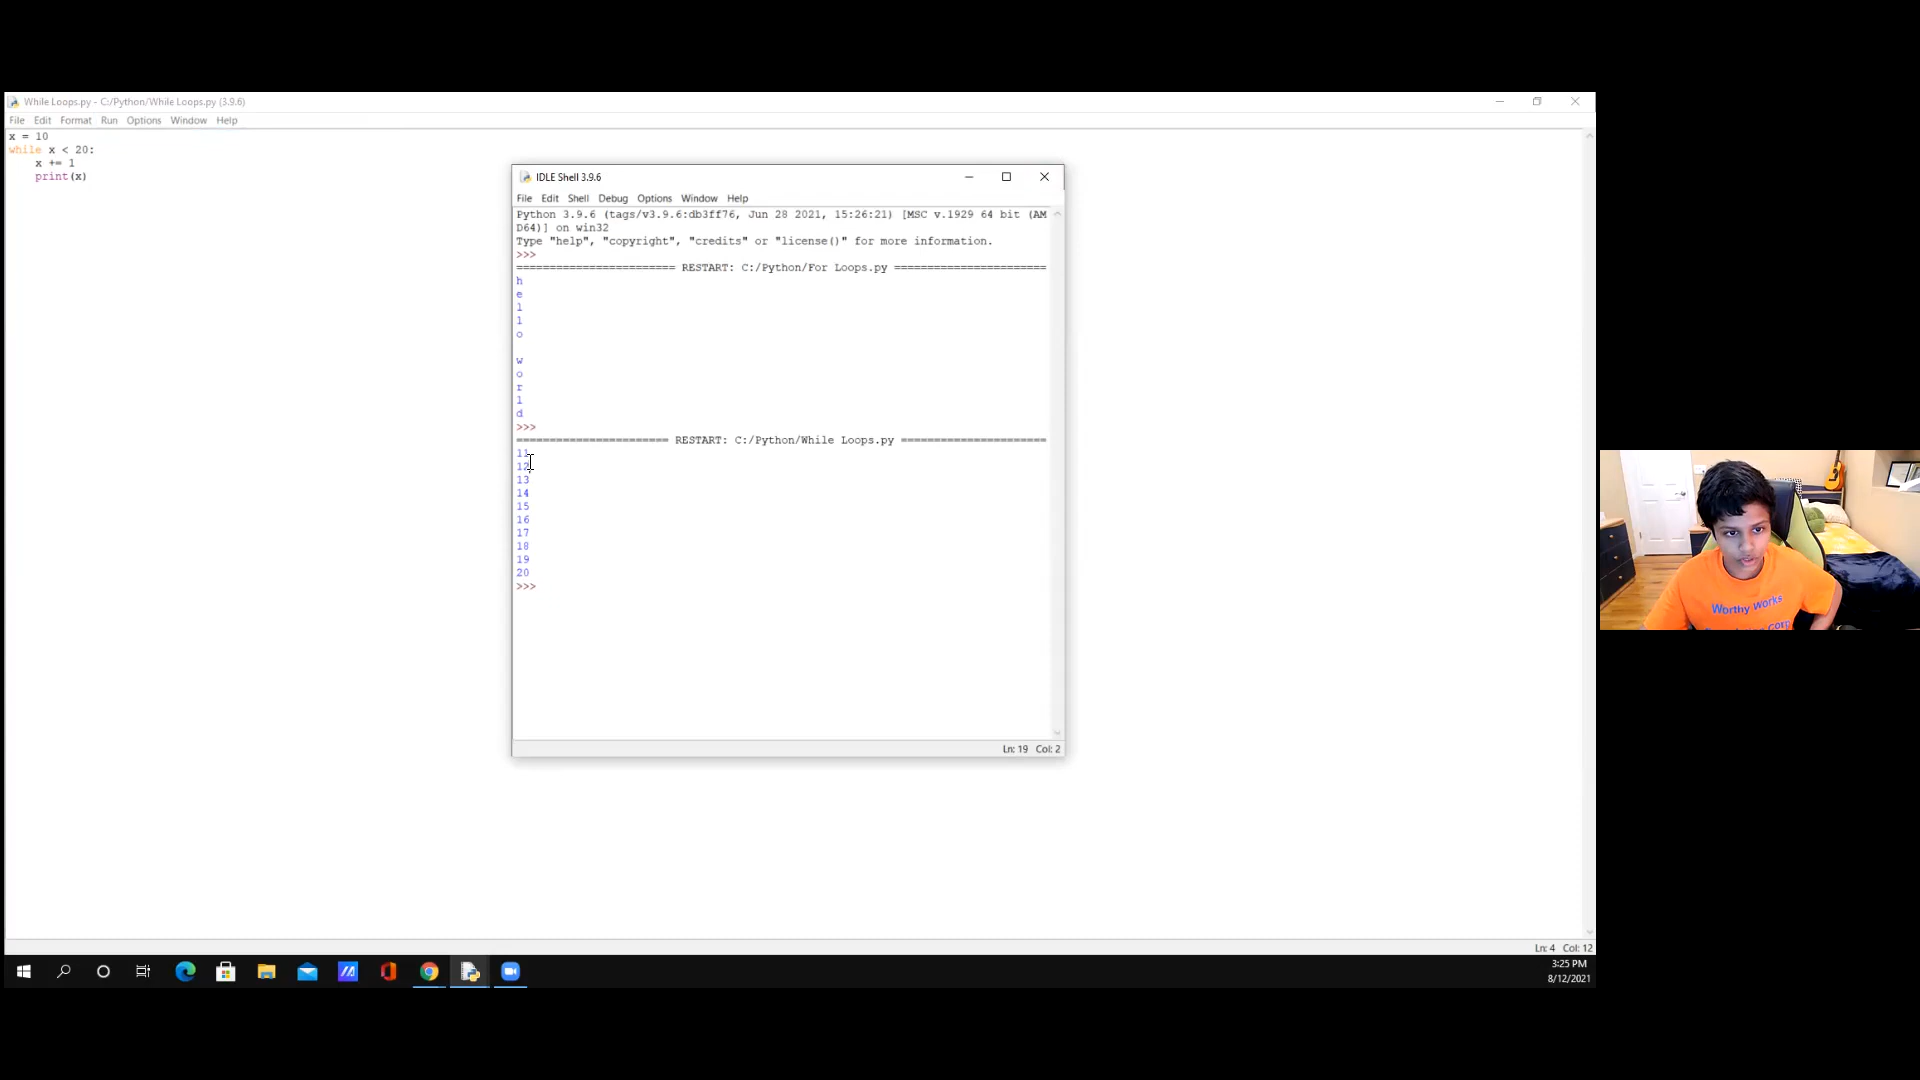 While Loops.py - C:/Python/While Loops.py (3.9.6)
File Edit Format Run Options Window Help
x = 10
while x < 20:
    x += 1
    print(x)
IDLE Shell 3.9.6
File Edit Shell Debug Options Window Help
Python 3.9.6 (tags/v3.9.6:db3ff76, Jun 28 2021, 15:26:21) [MSC v.1929 64 bit (AM
D64)] on win32
Type "help", "copyright", "credits" or "license()" for more information.
>>>
======================== RESTART: C:/Python/For Loops.py =======================
h
e
l
l
o
w
o
r
l
d
>>>
======================= RESTART: C:/Python/While Loops.py ======================
11
12
13
14
15
16
17
18
19
20
>>>
Ln: 19 Col: 2
Worthy Works
Corp
Ln: 4 Col: 12
3:25 PM
8/12/2021